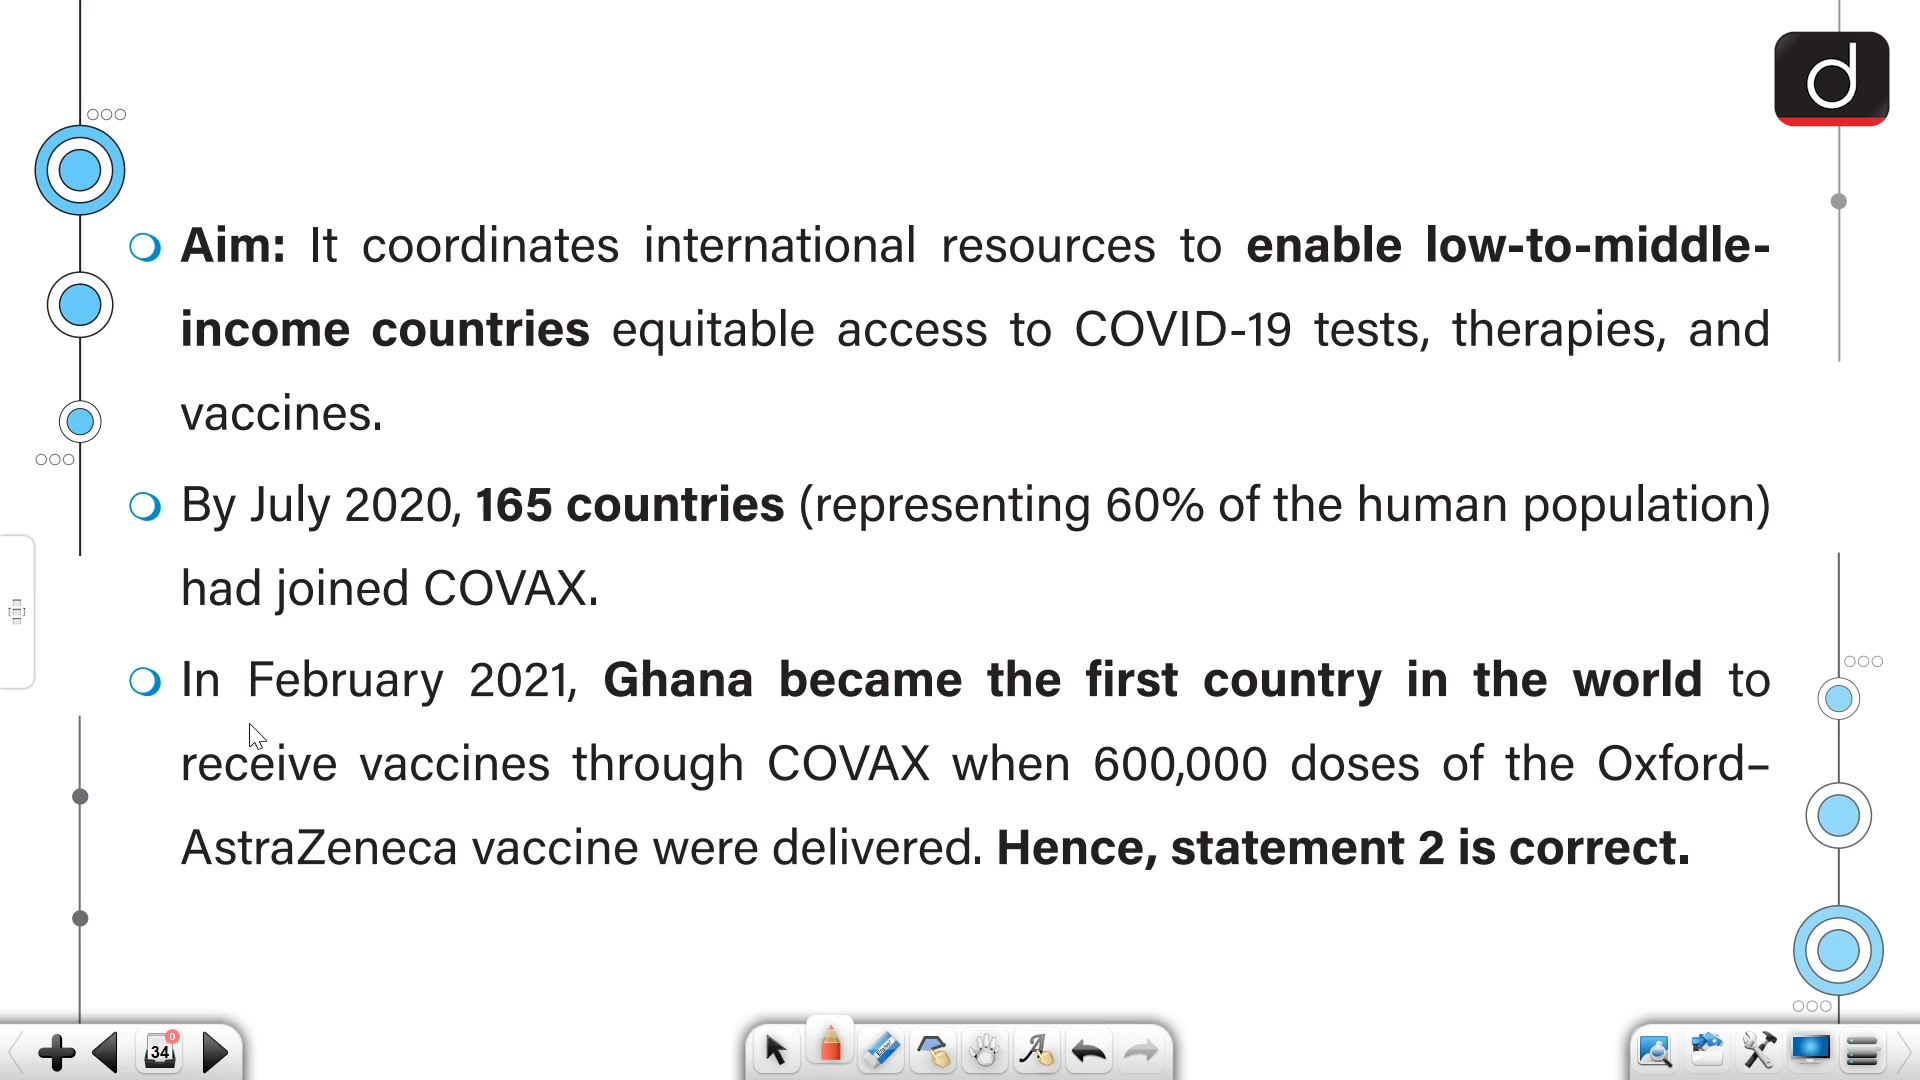 d
Aim: It coordinates international resources to enable low-to-middle-
income countries equitable access to COVID-19 tests, therapies, and
vaccines.
By July 2020, 165 countries (representing 60% of the human population)
had joined COVAX.
In February 2021, Ghana became the first country in the world to
receive vaccines through COVAX when 600,000 doses of the Oxford–
AstraZeneca vaccine were delivered. Hence, statement 2 is correct.
0
34
Eraser
A